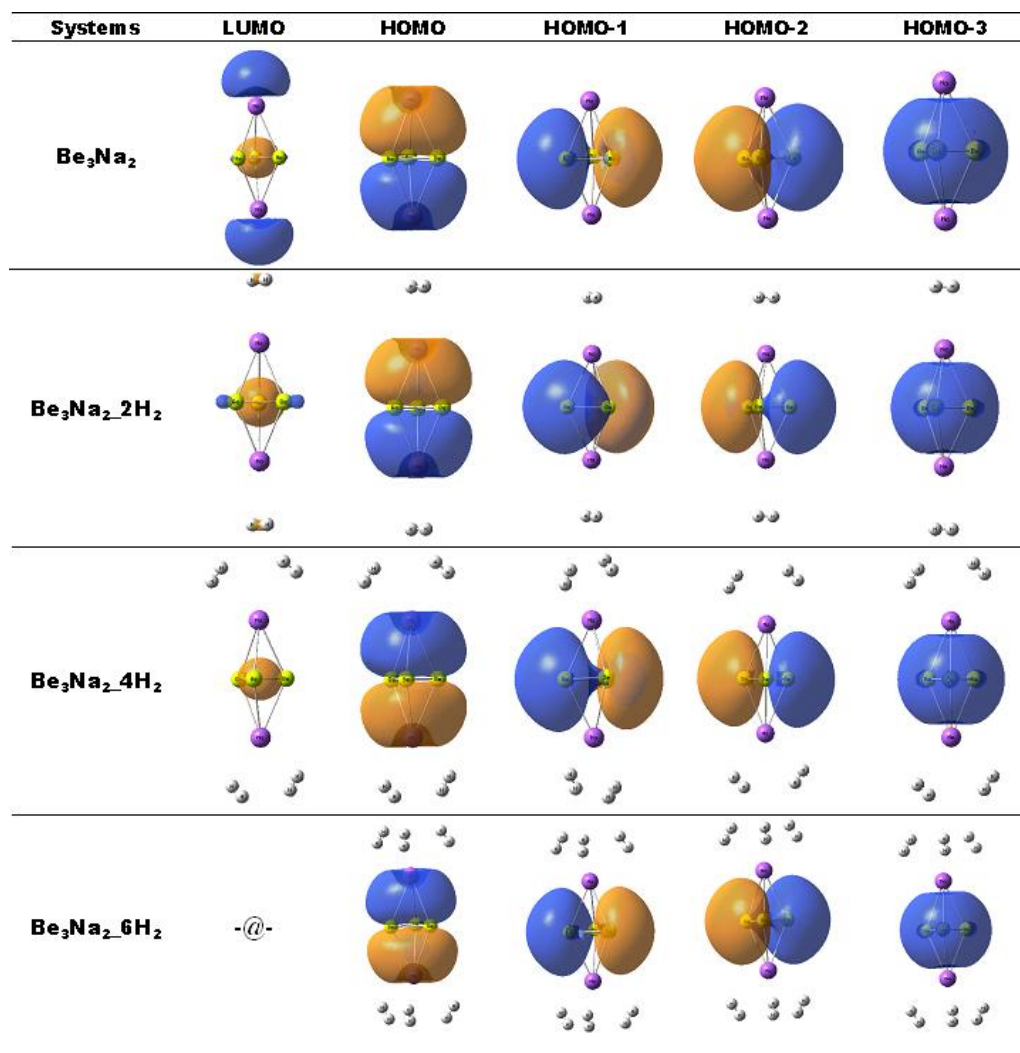 Systems LUMO HOMO HOMO-1 HOMO-2 HOMO-3
Be₃Na₂
Be₃Na₂_2H₂
Be₃Na₂_4H₂
Be₃Na₂_6H₂ -@-